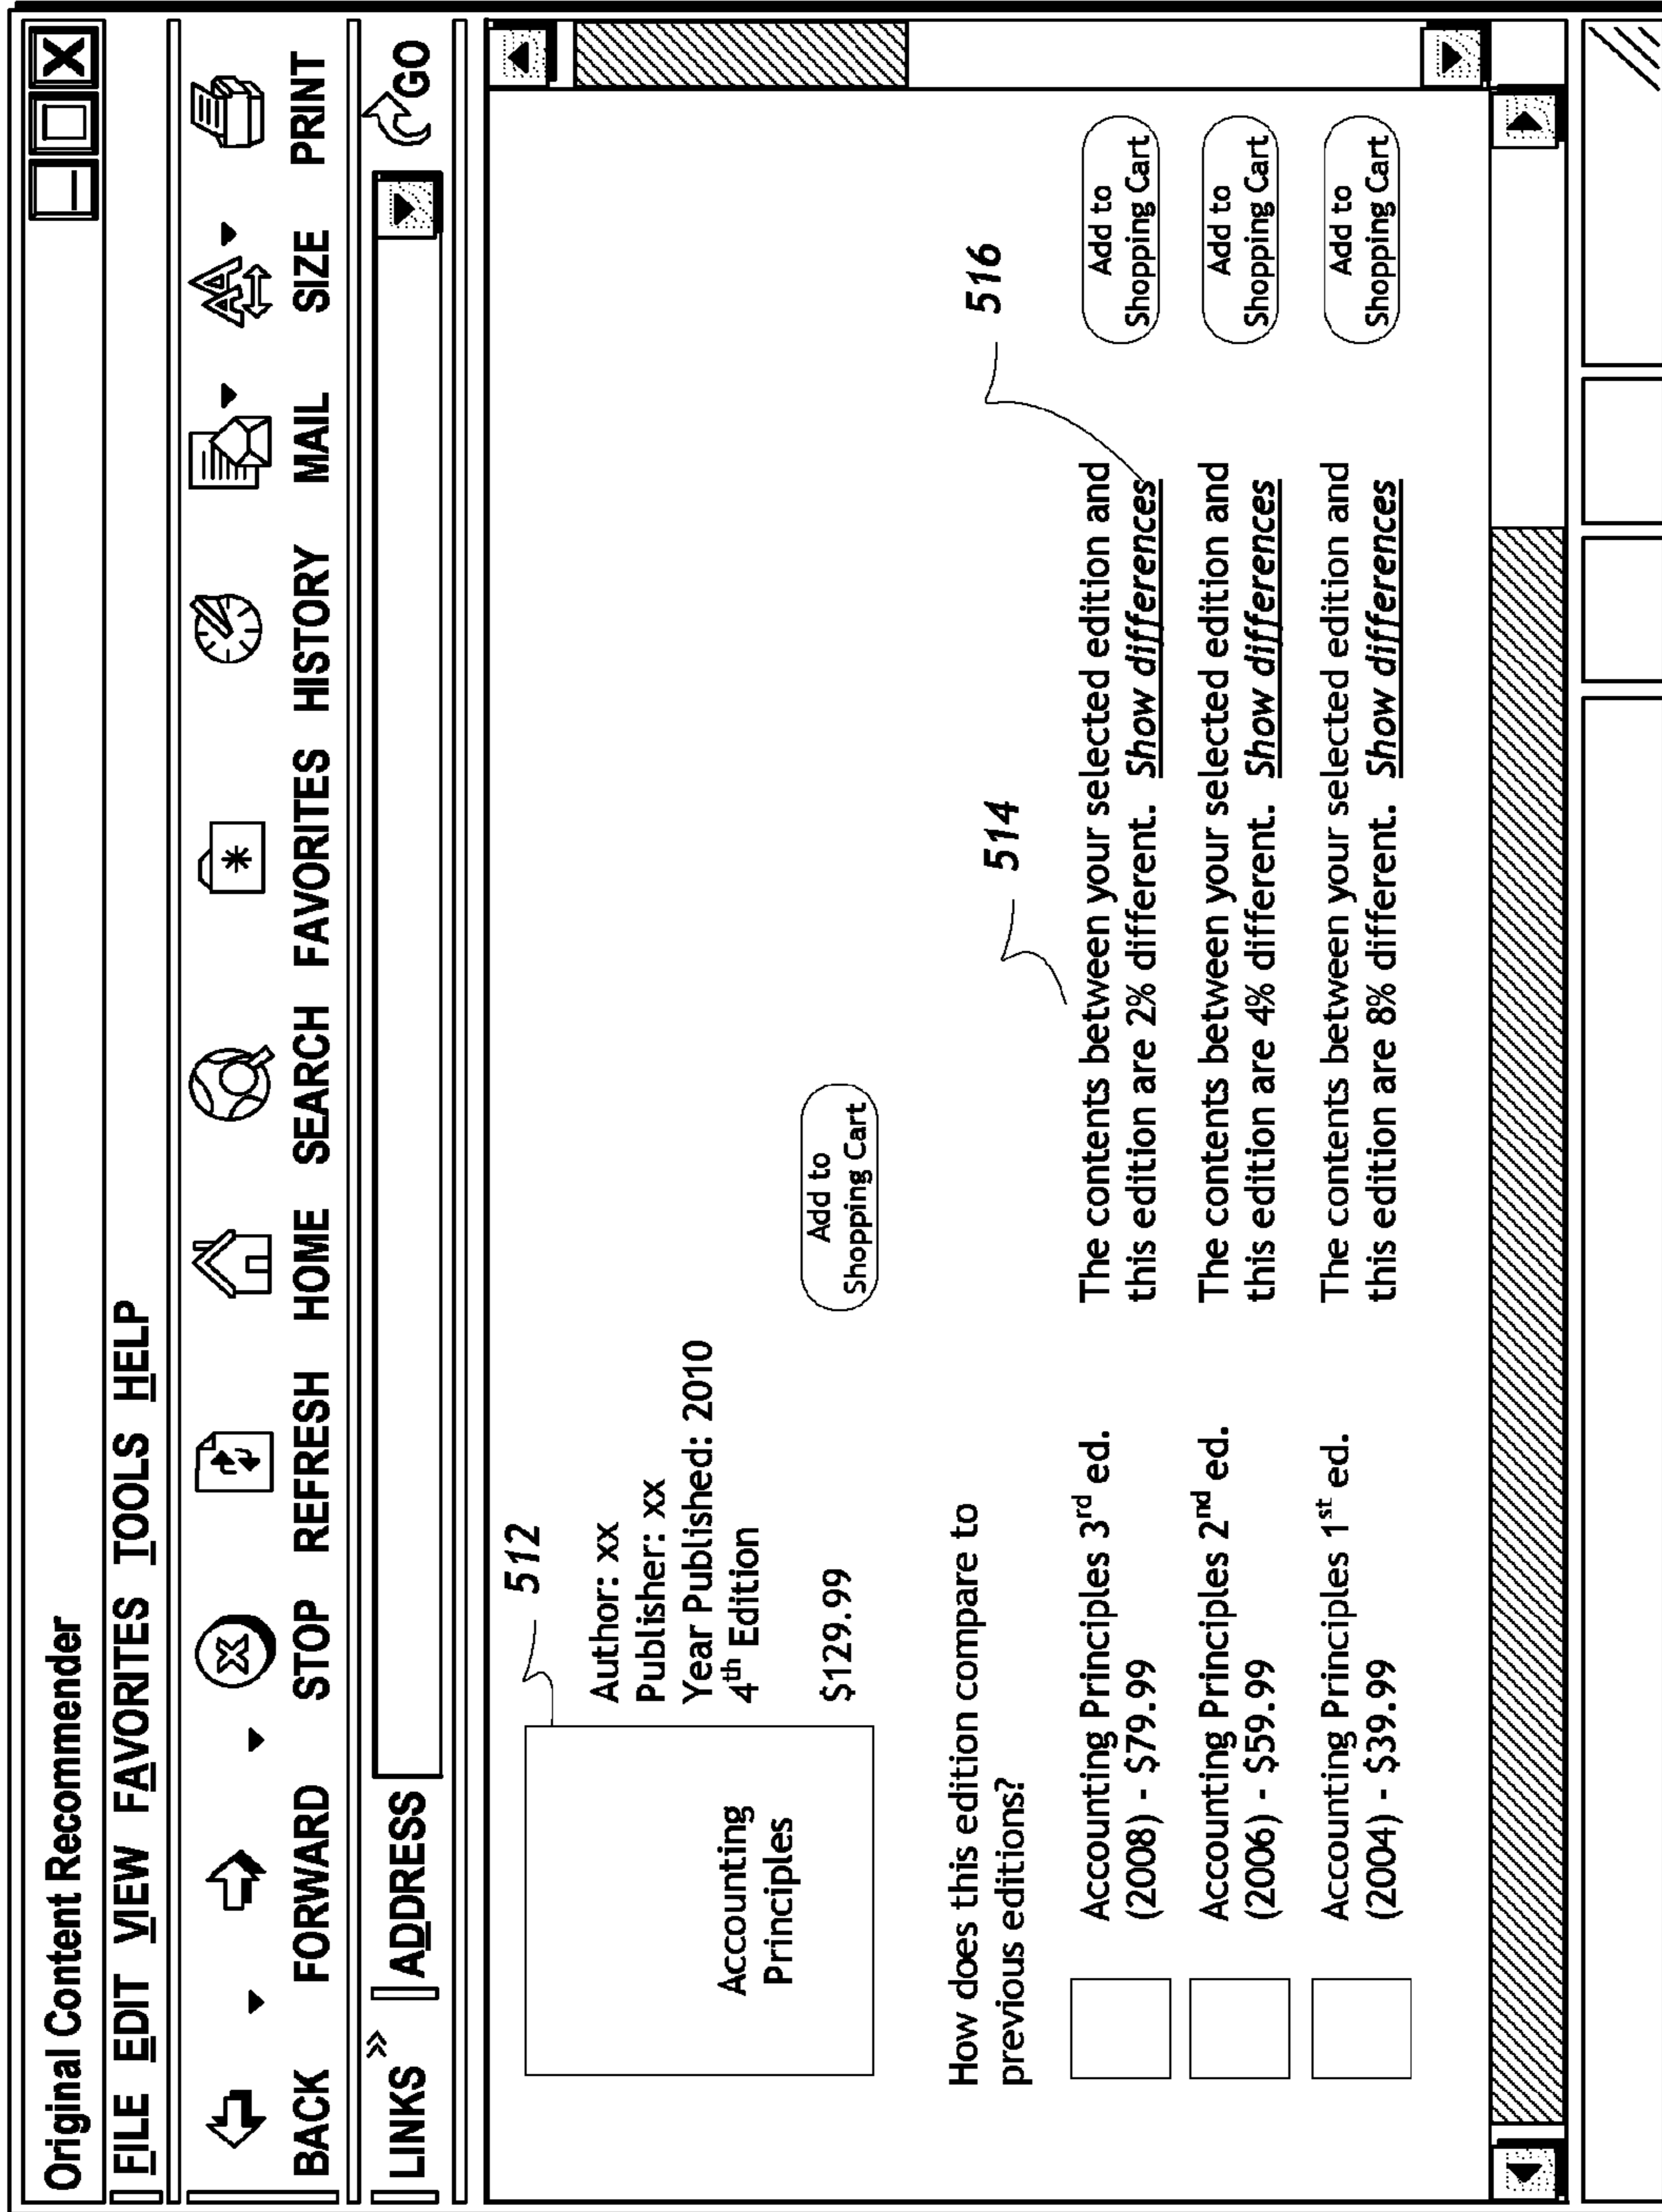 Original Content Recommender
FILE EDIT VIEW FAVORITES TOOLS HELP
BACK FORWARD STOP REFRESH HOME SEARCH FAVORITES HISTORY MAIL SIZE PRINT
LINKS » ADDRESS GO
512
Accounting
Principles
Author: xx
Publisher: xx
Year Published: 2010
4th Edition
$129.99
Add to
Shopping Cart
How does this edition compare to
previous editions?
514
516
Accounting Principles 3rd ed.
(2008) - $79.99
The contents between your selected edition and
this edition are 2% different. Show differences
Add to
Shopping Cart
Accounting Principles 2nd ed.
(2006) - $59.99
The contents between your selected edition and
this edition are 4% different. Show differences
Add to
Shopping Cart
Accounting Principles 1st ed.
(2004) - $39.99
The contents between your selected edition and
this edition are 8% different. Show differences
Add to
Shopping Cart